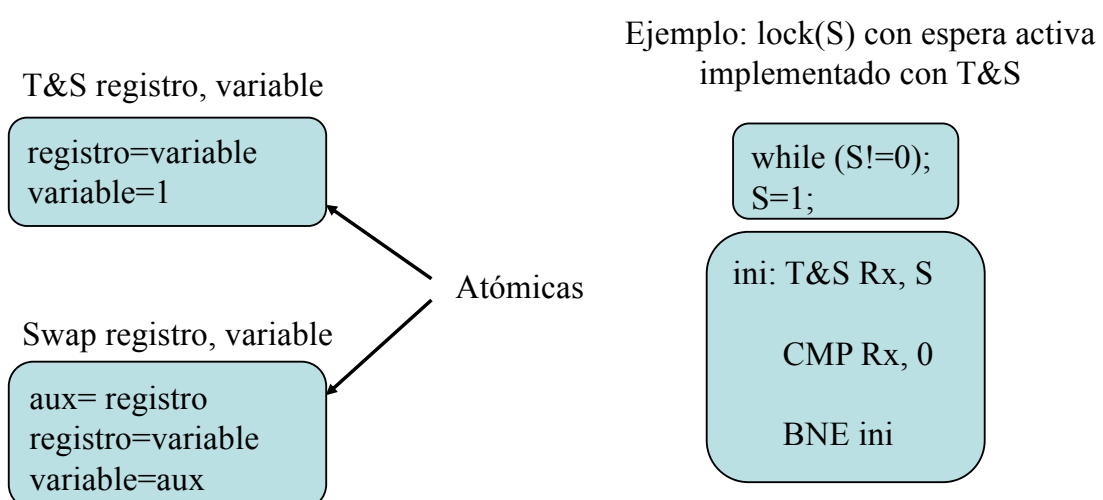 T&S registro, variable
registro=variable
variable=1
Atómicas
Swap registro, variable
aux= registro
registro=variable
variable=aux
Ejemplo: lock(S) con espera activa
implementado con T&S
while (S!=0);
S=1;
ini: T&S Rx, S
CMP Rx, 0
BNE ini